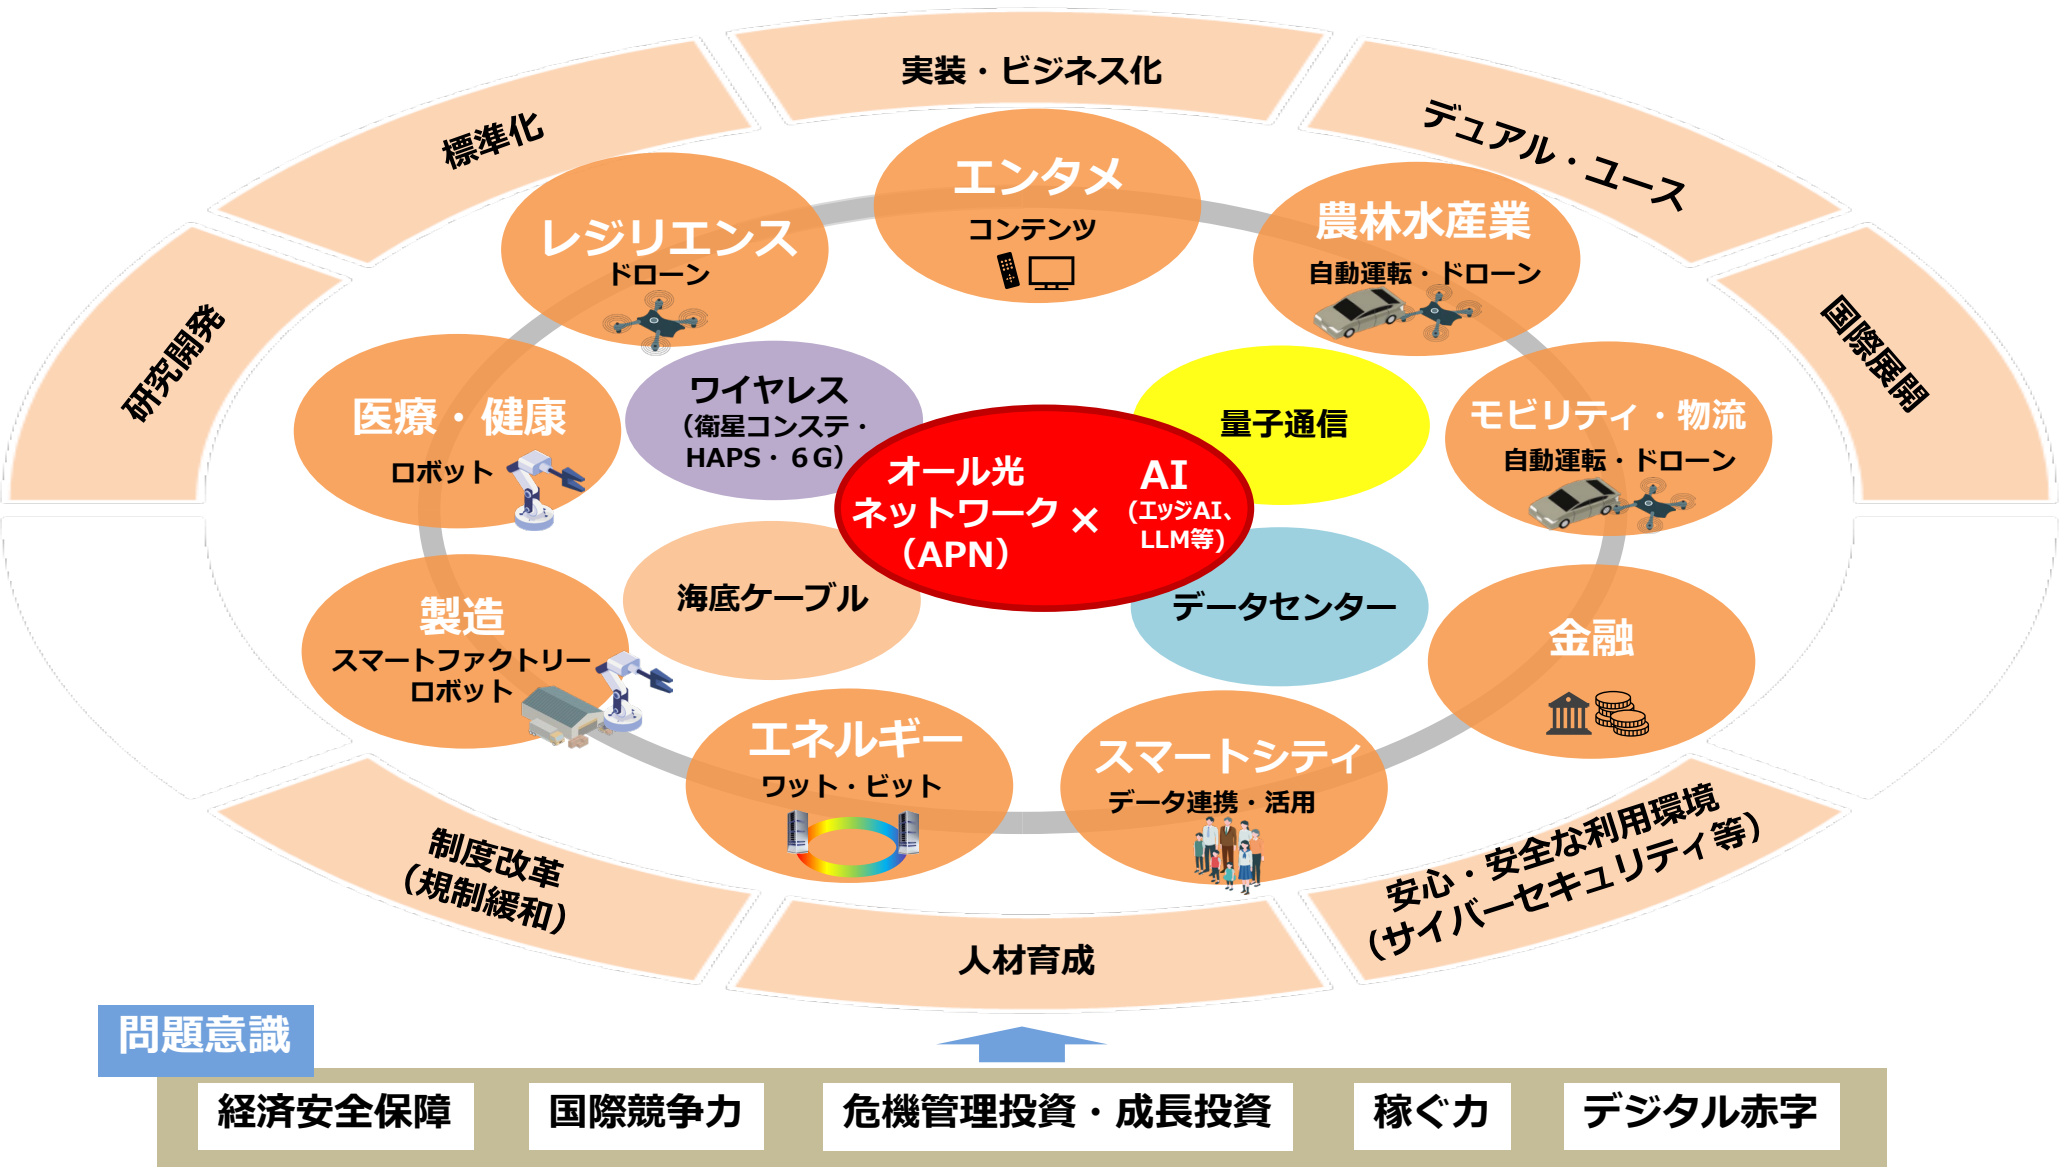 実装・ビジネス化
標準化
デュアル・ユース
研究開発
国際展開
エンタメ
コンテンツ
レジリエンス
ドローン
農林水産業
自動運転・ドローン
医療・健康
ロボット
ワイヤレス
（衛星コンステ・
HAPS・６G）
量子通信
モビリティ・物流
自動運転・ドローン
オール光
ネットワーク
（APN）
×
AI
（エッジAI、
LLM等)
製造
スマートファクトリー
ロボット
海底ケーブル
データセンター
金融
エネルギー
ワット・ビット
スマートシティ
データ連携・活用
制度改革
（規制緩和）
人材育成
安心・安全な利用環境
（サイバーセキュリティ等）
問題意識
経済安全保障
国際競争力
危機管理投資・成長投資
稼ぐ力
デジタル赤字